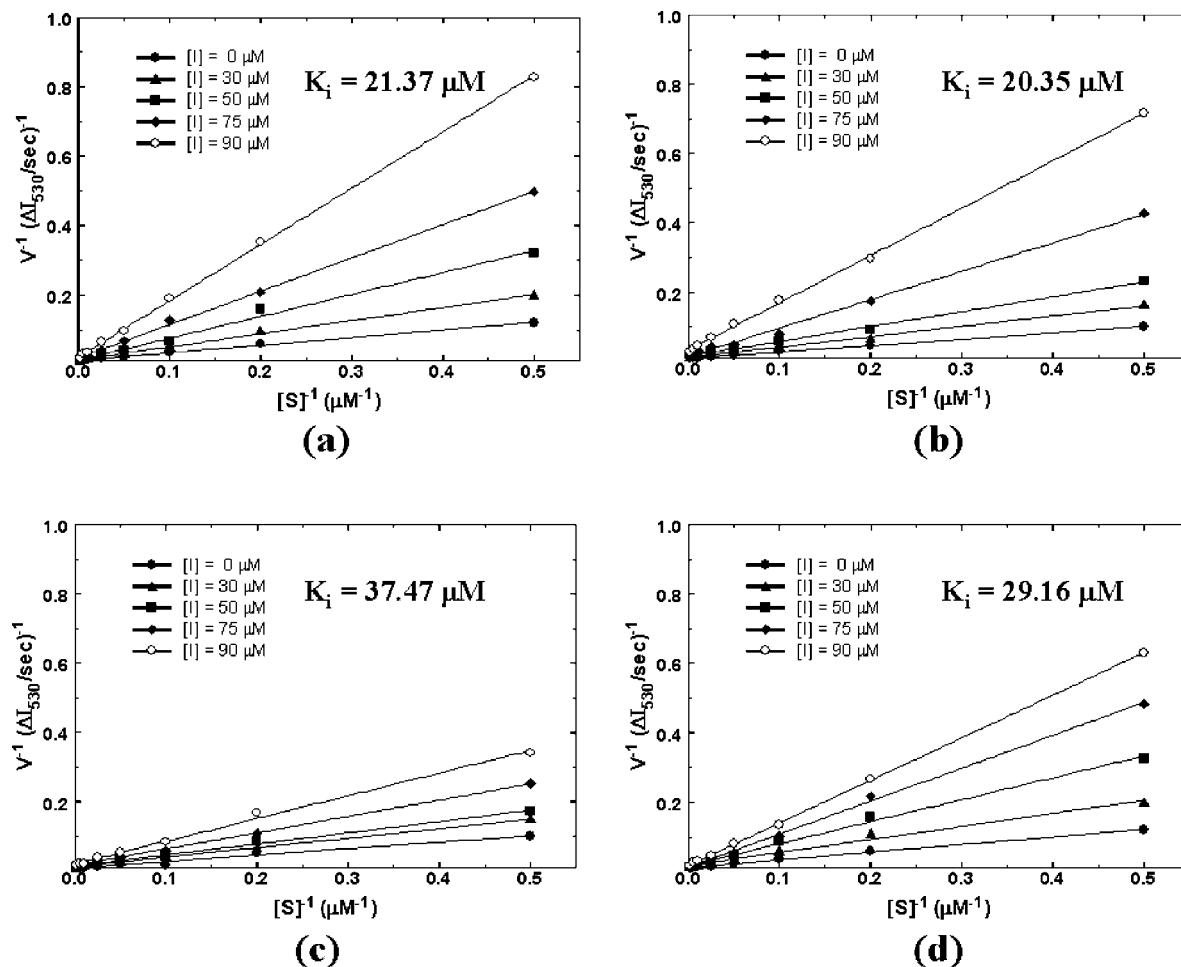 1.0
0.8
0.6
0.4
0.2
V⁻¹ (ΔI₅₃₀/sec)⁻¹
[I] = 0 μM
[I] = 30 μM
[I] = 50 μM
[I] = 75 μM
[I] = 90 μM
Kᵢ = 21.37 μM
0.0 0.1 0.2 0.3 0.4 0.5
[S]⁻¹ (μM⁻¹)
(a)
1.0
0.8
0.6
0.4
0.2
V⁻¹ (ΔI₅₃₀/sec)⁻¹
[I] = 0 μM
[I] = 30 μM
[I] = 50 μM
[I] = 75 μM
[I] = 90 μM
Kᵢ = 20.35 μM
0.0 0.1 0.2 0.3 0.4 0.5
[S]⁻¹ (μM⁻¹)
(b)
1.0
0.8
0.6
0.4
0.2
V⁻¹ (ΔI₅₃₀/sec)⁻¹
[I] = 0 μM
[I] = 30 μM
[I] = 50 μM
[I] = 75 μM
[I] = 90 μM
Kᵢ = 37.47 μM
0.0 0.1 0.2 0.3 0.4 0.5
[S]⁻¹ (μM⁻¹)
(c)
1.0
0.8
0.6
0.4
0.2
V⁻¹ (ΔI₅₃₀/sec)⁻¹
[I] = 0 μM
[I] = 30 μM
[I] = 50 μM
[I] = 75 μM
[I] = 90 μM
Kᵢ = 29.16 μM
0.0 0.1 0.2 0.3 0.4 0.5
[S]⁻¹ (μM⁻¹)
(d)